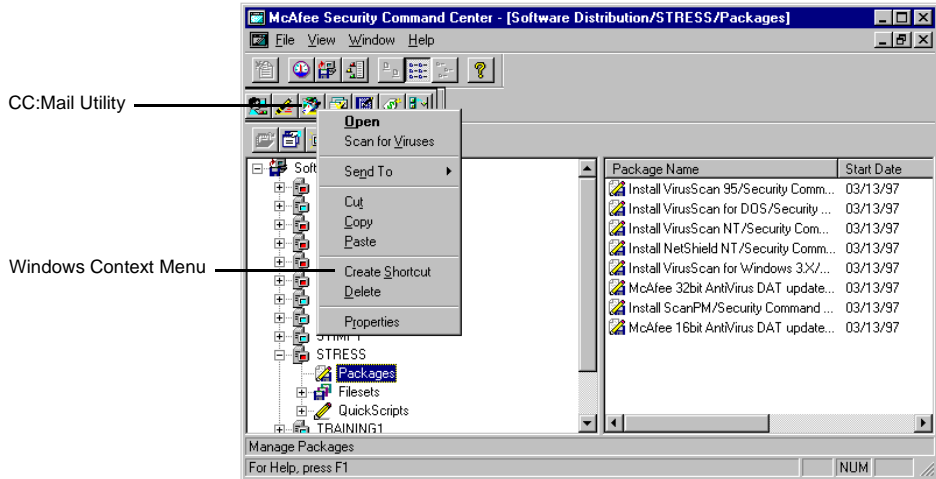 McAfee Security Command Center - [Software Distribution/STRESS/Packages]
File View Window Help
CC:Mail Utility
Open
Scan for Viruses
Send To
Cut
Copy
Paste
Windows Context Menu
Create Shortcut
Delete
Properties
Soft
STRESS
Packages
Filesets
QuickScripts
TRAINING1
Package Name Start Date
Install VirusScan 95/Security Comm... 03/13/97
Install VirusScan for DOS/Security ... 03/13/97
Install VirusScan NT/Security Com... 03/13/97
Install NetShield NT/Security Comm... 03/13/97
Install VirusScan for Windows 3.X/... 03/13/97
McAfee 32bit AntiVirus DAT update... 03/13/97
Install ScanPM/Security Command ... 03/13/97
McAfee 16bit AntiVirus DAT update... 03/13/97
Manage Packages
For Help, press F1 NUM